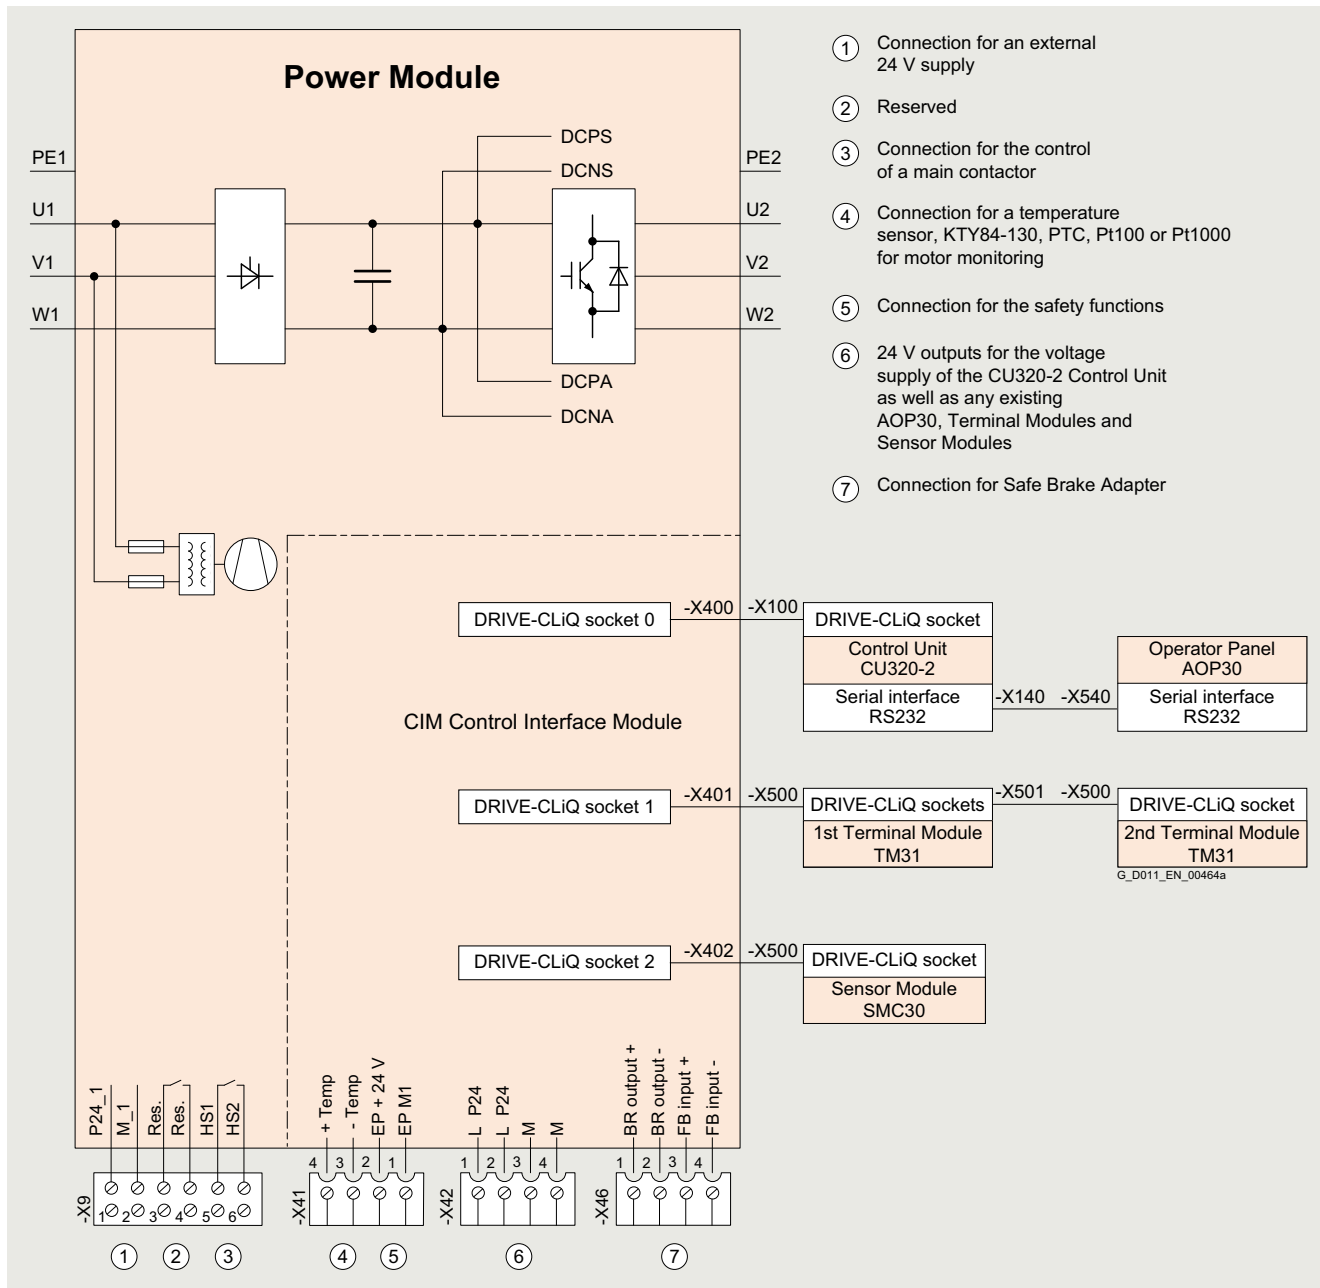 Power Module
PE1
U1
V1
W1
DCPS
DCNS
DCPA
DCNA
PE2
U2
V2
W2
1 Connection for an external
24 V supply
2 Reserved
3 Connection for the control
of a main contactor
4 Connection for a temperature
sensor, KTY84-130, PTC, Pt100 or Pt1000
for motor monitoring
5 Connection for the safety functions
6 24 V outputs for the voltage
supply of the CU320-2 Control Unit
as well as any existing
AOP30, Terminal Modules and
Sensor Modules
7 Connection for Safe Brake Adapter
DRIVE-CLiQ socket 0
-X400
-X100
DRIVE-CLiQ socket
Control Unit
CU320-2
Serial interface
RS232
-X140
-X540
Operator Panel
AOP30
Serial interface
RS232
CIM Control Interface Module
DRIVE-CLiQ socket 1
-X401
-X500
DRIVE-CLiQ sockets
1st Terminal Module
TM31
-X501
-X500
DRIVE-CLiQ socket
2nd Terminal Module
TM31
G_D011_EN_00464a
DRIVE-CLiQ socket 2
-X402
-X500
DRIVE-CLiQ socket
Sensor Module
SMC30
P24_1
M_1
Res.
Res.
HS1
HS2
+ Temp
- Temp
EP + 24 V
EP M1
L P24
L P24
M
M
BR output +
BR output -
FB input +
FB input -
-X9
1 2 3 4 5 6
-X41
4 3 2 1
-X42
1 2 3 4
-X46
1 2 3 4
1 2 3 4 5 6 7